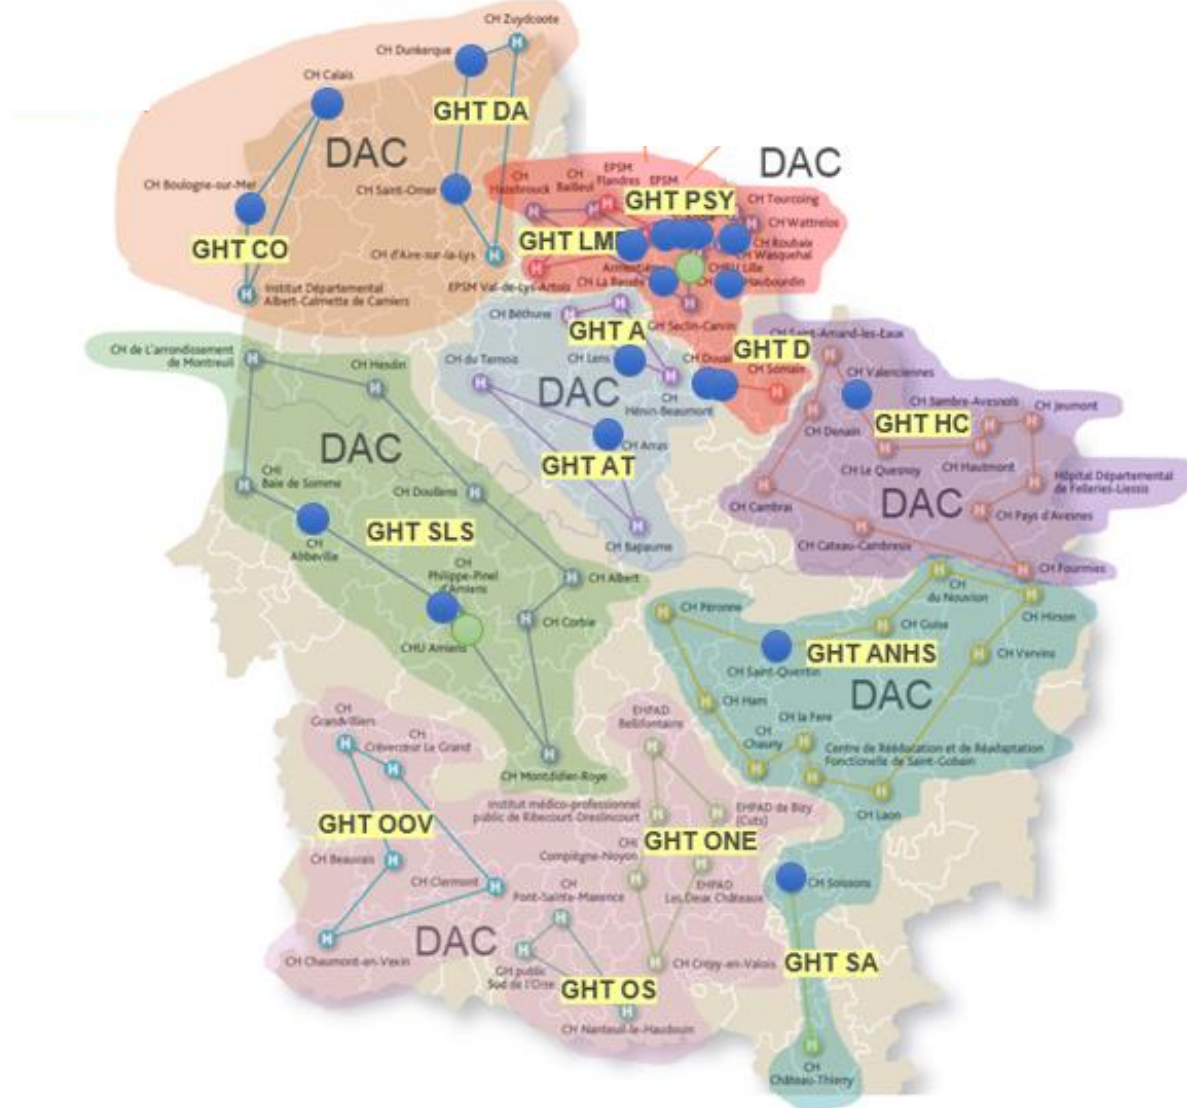 CH Zuydcoote
CH Dunkerque
CH Calais
GHT DA
DAC
DAC
CH Boulogne-sur-Mer
CH Saint-Omer
GHT CO
CH d'Aire-sur-la-Lys
Institut Départemental
Albert-Calmette de Camiers
CH
Hazebrouck
CH
Bailleul
EPSM
Flandres
EPSM
GHT PSY
CH Tourcoing
CH Wattrelos
GHT LM
CH Roubaix
CH Wasquehal
Armentières
CH La Bassée
CHRU Lille
Haubourdin
EPSM Val-de-Lys-Artois
GH Seclin-Carvin
CH Béthune
GHT A
GHT D
CH Lens
CH Douai
CH Somain
CH du Ternois
DAC
CH
Hénin-Beaumont
CH Arras
GHT AT
CH Bapaume
CH Saint-Amand-les-Eaux
CH Valenciennes
CH Sambre-Avesnois
CH Jeumont
CH Denain
GHT HC
CH Le Quesnoy
CH Hautmont
Hôpital Départemental
de Felleries-Liessis
DAC
CH Cambrai
CH Pays d'Avesnes
CH Cateau-Cambresis
CH Fourmies
CH de L'arrondissement
de Montreuil
CH Hesdin
DAC
CHI
Baie de Somme
CH Doullens
CH
Abbeville
GHT SLS
CH
Philippe-Pinel
d'Amiens
CH Albert
CH Corbie
CHU Amiens
CH Montdidier-Roye
CH
du Nouvion
CH Hirson
CH Péronne
CH Guise
CH Vervins
CH Saint-Quentin
GHT ANHS
DAC
CH Ham
CH la Fere
CH
Chauny
Centre de Rééducation et de Réadaptation
Fonctionelle de Saint-Gobain
CH Laon
CH
Grandvilliers
CH
Crèvecœur Le Grand
EHPAD
Bellifontaine
Institut médico-professionnel
public de Ribecourt-Dreslincourt
EHPAD de Bizy
(Cuts)
GHT OOV
GHT ONE
CHI
Compiègne-Noyon
CH Beauvais
CH Clermont
CH
Pont-Sainte-Maxence
EHPAD
Les Deux Châteaux
CH Soissons
DAC
CH Chaumont-en-Vexin
GH public
Sud de l'Oise
CH Crépy-en-Valois
GHT SA
GHT OS
CH Nanteuil-le-Haudouin
CH
Château-Thierry